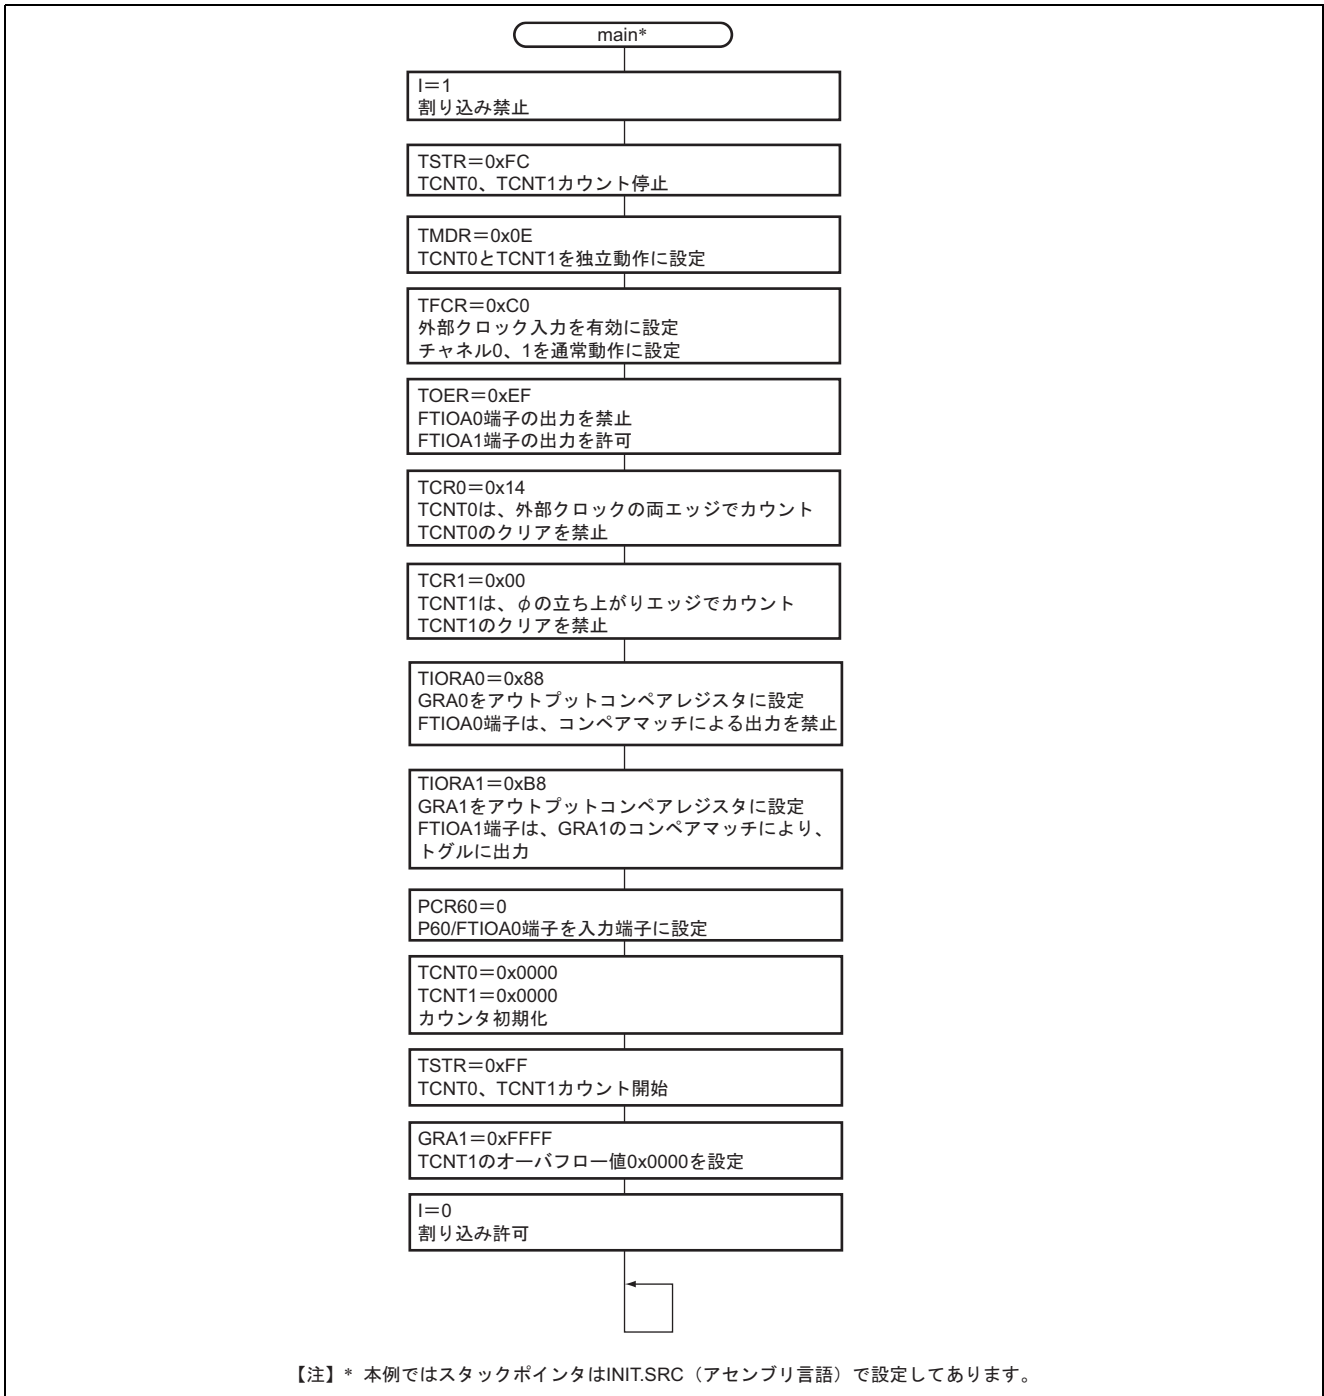 main*
I＝1
割り込み禁止
TSTR＝0xFC
TCNT0、TCNT1カウント停止
TMDR＝0x0E
TCNT0とTCNT1を独立動作に設定
TFCR＝0xC0
外部クロック入力を有効に設定
チャネル0、1を通常動作に設定
TOER＝0xEF
FTIOA0端子の出力を禁止
FTIOA1端子の出力を許可
TCR0＝0x14
TCNT0は、外部クロックの両エッジでカウント
TCNT0のクリアを禁止
TCR1＝0x00
TCNT1は、φの立ち上がりエッジでカウント
TCNT1のクリアを禁止
TIORA0＝0x88
GRA0をアウトプットコンペアレジスタに設定
FTIOA0端子は、コンペアマッチによる出力を禁止
TIORA1＝0xB8
GRA1をアウトプットコンペアレジスタに設定
FTIOA1端子は、GRA1のコンペアマッチにより、
トグルに出力
PCR60＝0
P60/FTIOA0端子を入力端子に設定
TCNT0＝0x0000
TCNT1＝0x0000
カウンタ初期化
TSTR＝0xFF
TCNT0、TCNT1カウント開始
GRA1＝0xFFFF
TCNT1のオーバフロー値0x0000を設定
I＝0
割り込み許可
【注】* 本例ではスタックポインタはINIT.SRC（アセンブリ言語）で設定してあります。